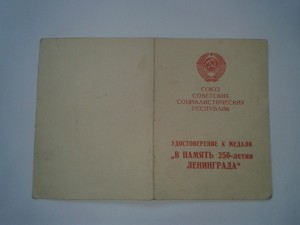 СОЮЗ
СОВЕТСКИХ
СОЦИАЛИСТИЧЕСКИХ
РЕСПУБЛИК
УДОСТОВЕРЕНИЕ К МЕДАЛИ
„В ПАМЯТЬ 250-летия
ЛЕНИНГРАДА“